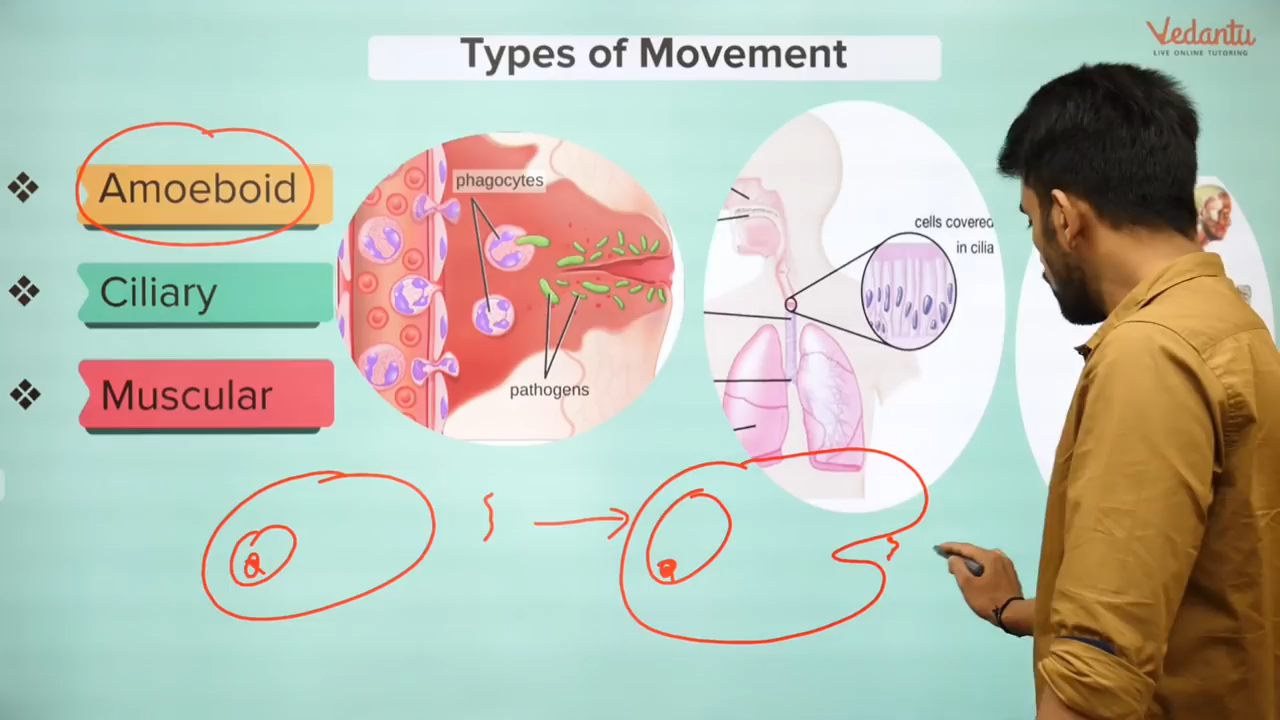 Types of Movement
Vedantu
LIVE ONLINE TUTORING
Amoeboid
Ciliary
Muscular
phagocytes
pathogens
cells covered
in cilia